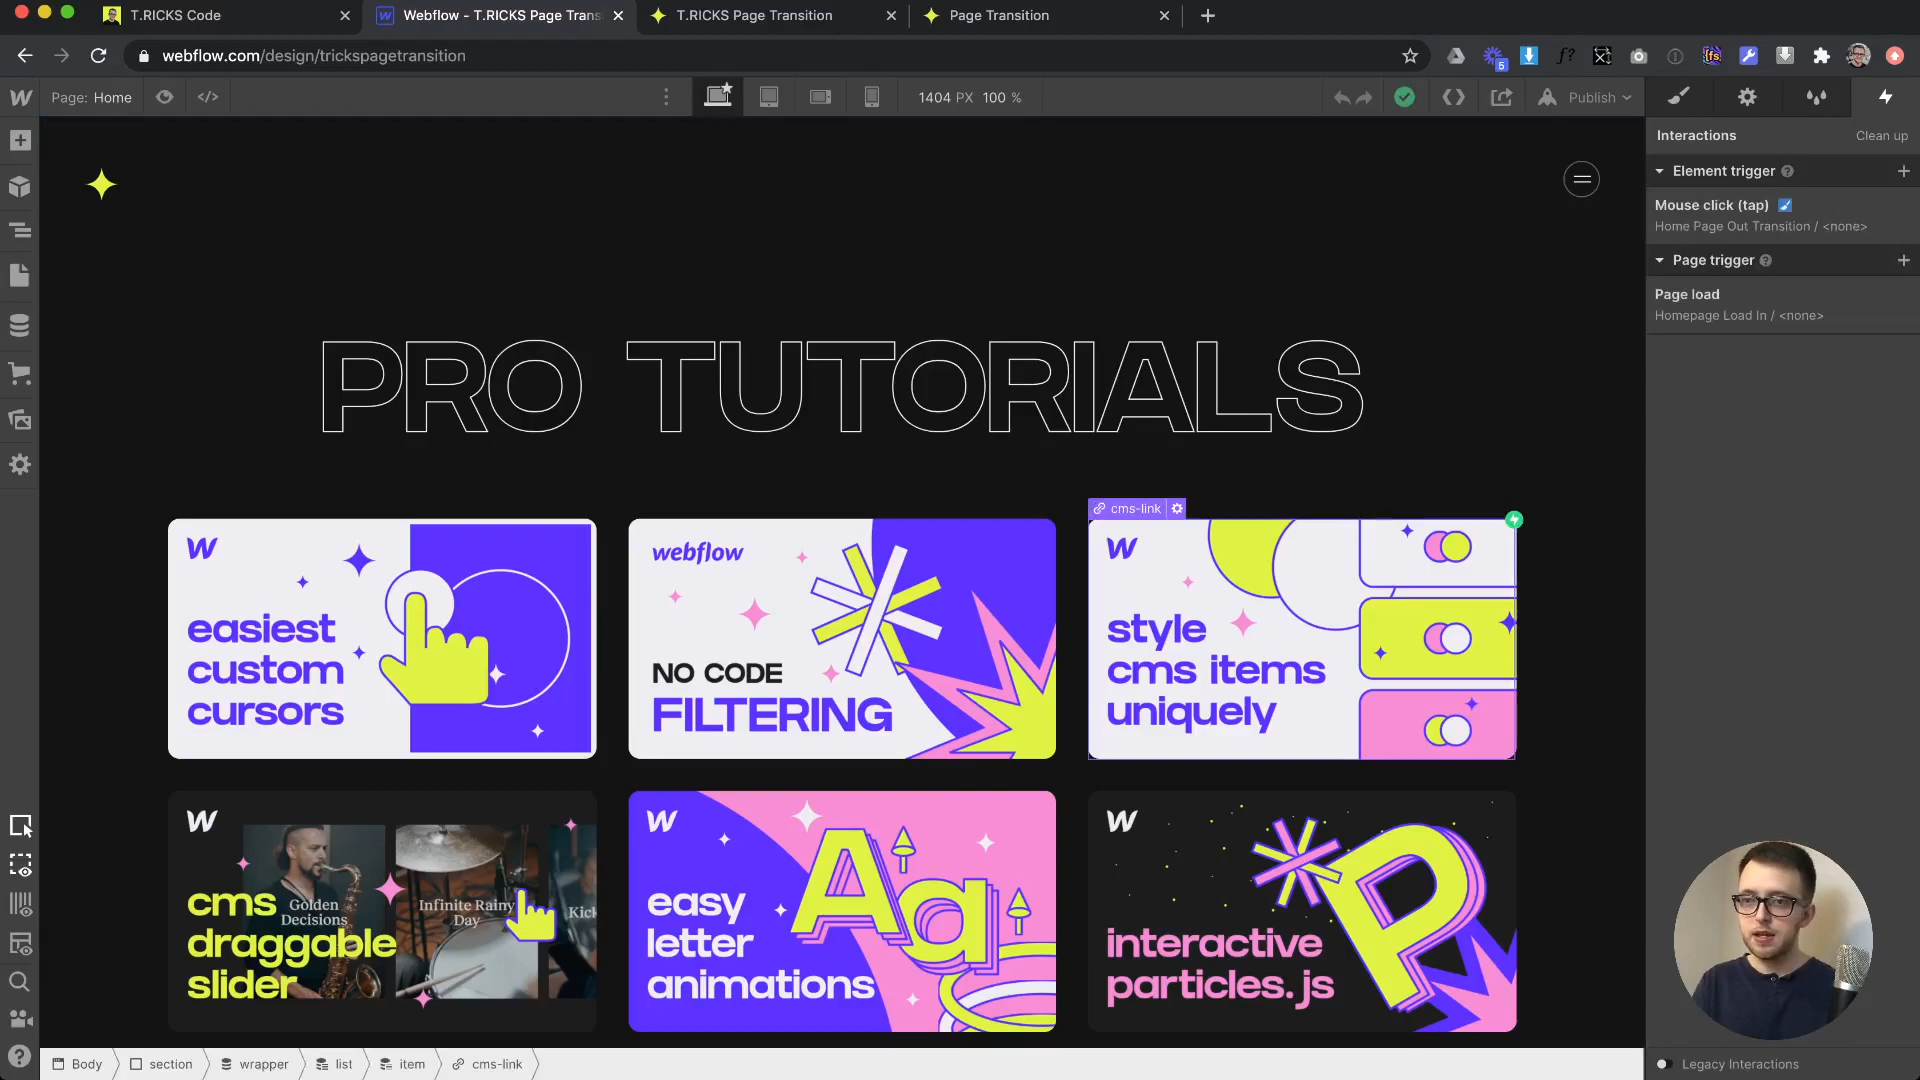 T.RICKS Code
Webflow - T.RICKS Page Trans
T.RICKS Page Transition
Page Transition
webflow.com/design/trickspagetransition
f?
{fs
5
W
Page: Home
</>
1404 PX 100 %
Publish
Interactions
Clean up
Element trigger ?
Mouse click (tap)
Home Page Out Transition / <none>
Page trigger ?
Page load
Homepage Load In / <none>
PRO TUTORIALS
cms-link
W
easiest
custom
cursors
webflow
NO CODE
FILTERING
W
style
cms items
uniquely
W
Golden
Decisions
Infinite Rainy
Day
Kick
cms
draggable
slider
W
Aa
easy
letter
animations
W
P
interactive
particles.js
Body
section
wrapper
list
item
cms-link
Legacy Interactions